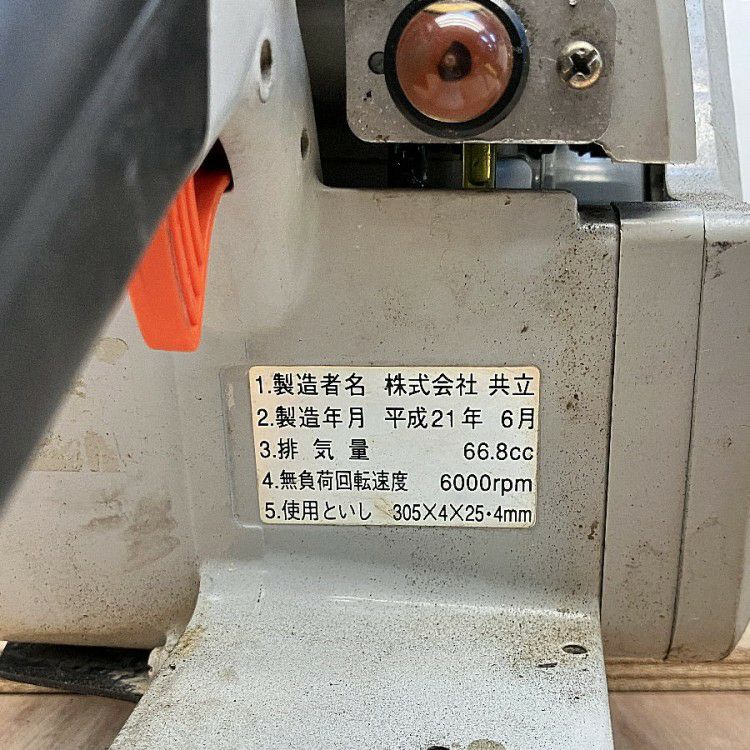 1.製造者名 株式会社 共立
2.製造年月 平成21年 6月
3.排気量 66.8cc
4.無負荷回転速度 6000rpm
5.使用といし 305×4×25・4mm